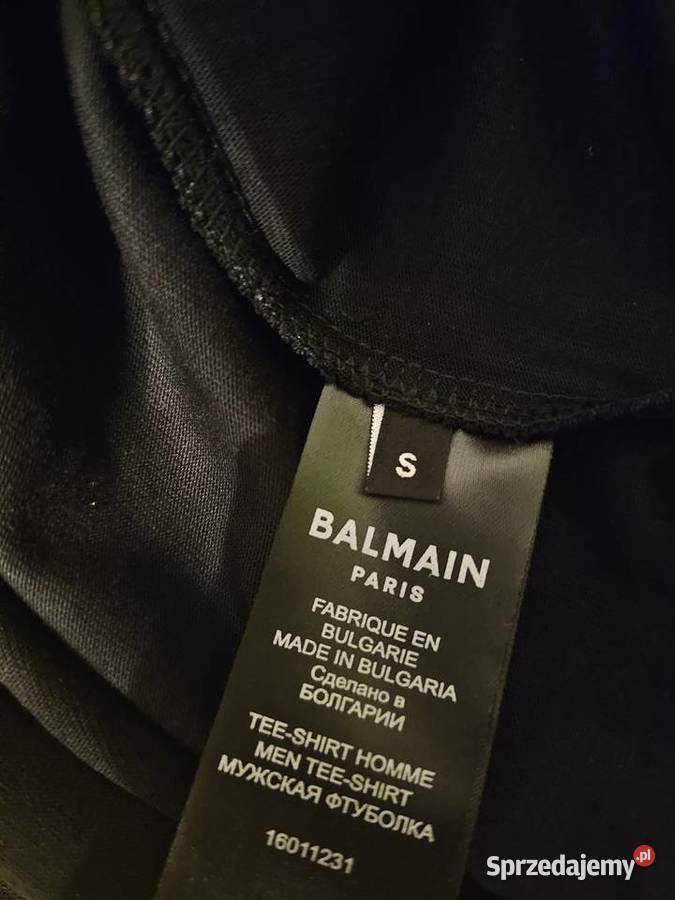 S
BALMAIN
PARIS
FABRIQUE EN
BULGARIE
MADE IN BULGARIA
Сделано в
БОЛГАРИИ
TEE-SHIRT HOMME
MEN TEE-SHIRT
МУЖСКАЯ ФТУБОЛКА
16011231
Sprzedajemy.pl